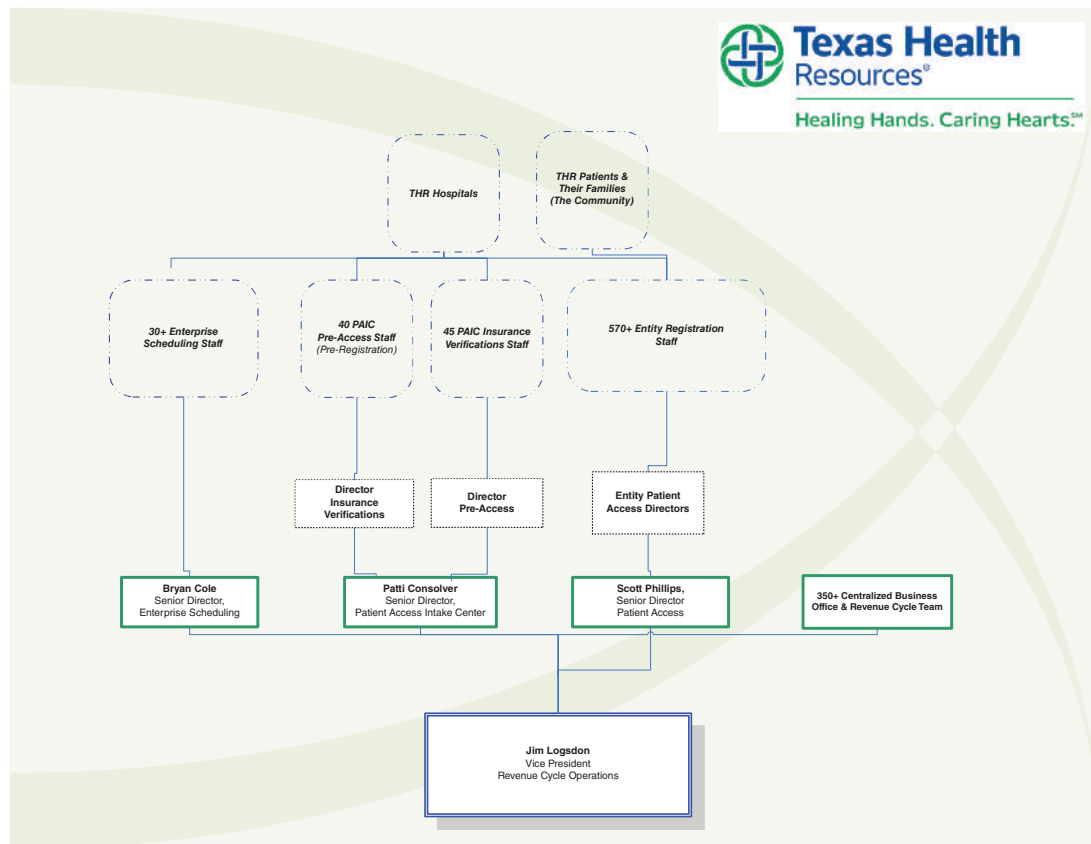 Texas Health
Resources®
Healing Hands. Caring Hearts.℠
THR Hospitals
THR Patients &
Their Families
(The Community)
30+ Enterprise
Scheduling Staff
40 PAIC
Pre-Access Staff
(Pre-Registration)
45 PAIC Insurance
Verifications Staff
570+ Entity Registration
Staff
Director
Insurance
Verifications
Director
Pre-Access
Entity Patient
Access Directors
Bryan Cole
Senior Director,
Enterprise Scheduling
Patti Consolver
Senior Director,
Patient Access Intake Center
Scott Phillips,
Senior Director
Patient Access
350+ Centralized Business
Office & Revenue Cycle Team
Jim Logsdon
Vice President
Revenue Cycle Operations